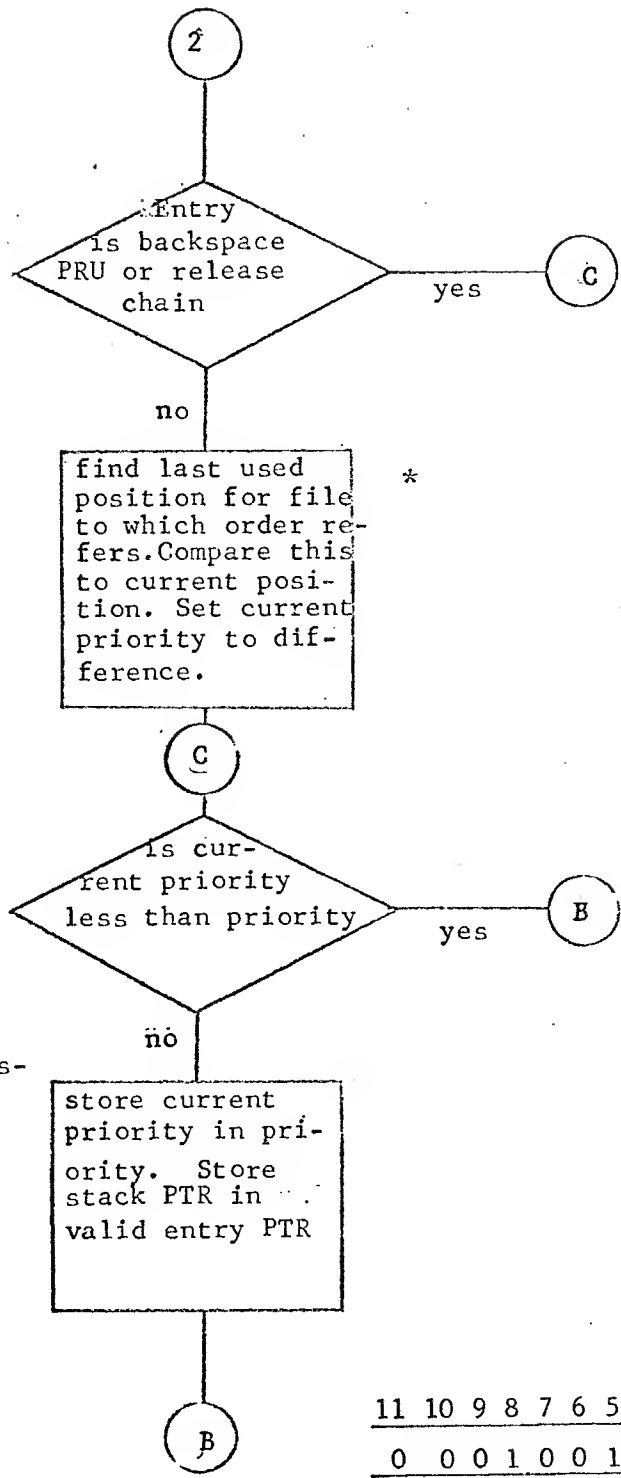 2
Entry
is backspace
PRU or release
chain
yes
C
no
find last used
position for file
to which order re-
fers.Compare this
to current posi-
tion. Set current
priority to dif-
ference.
*
C
is cur-
rent priority
less than priority
yes
B
no
s-
store current
priority in pri-
ority. Store
stack PTR in
valid entry PTR
B
11 10 9 8 7 6 5
0 0 0 1 0 0 1